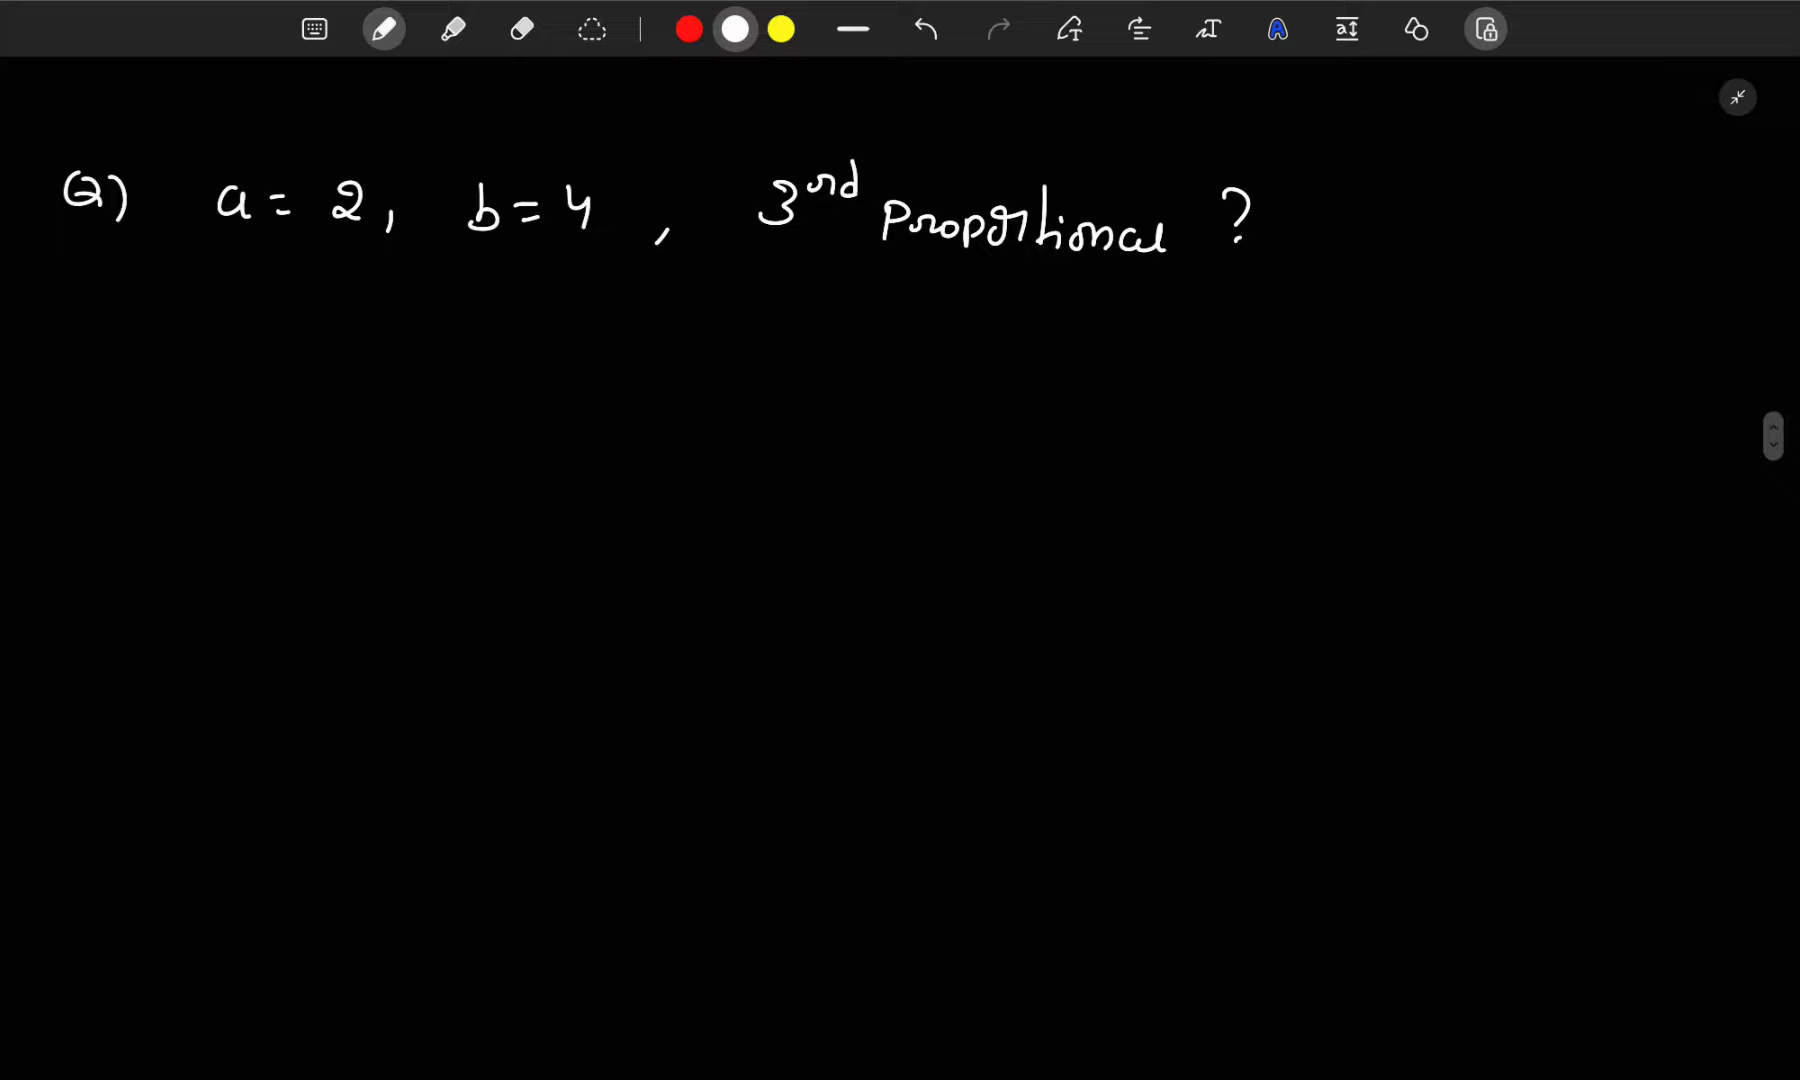 Q) a = 2, b = 4, 3rd Proportional ?